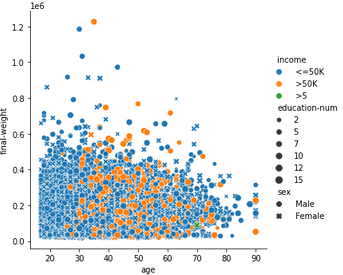 1e6
1.2
1.0
0.8
0.6
0.4
0.2
0.0
final-weight
20
30
40
50
60
70
80
90
age
income
<=50K
>50K
>5
education-num
2
5
7
10
12
15
sex
Male
Female